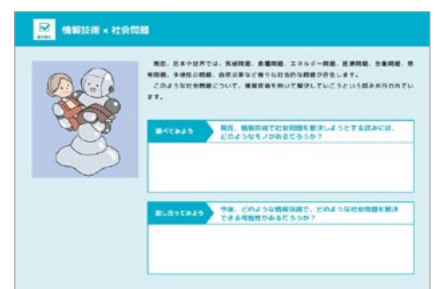 情報技術 × 社会問題
現在、日本や世界では、気候問題、食糧問題、エネルギー問題、医療問題、労働問題、教
育問題、多様性の問題、自然災害など様々な社会的な問題が存在します。
このような社会問題について、情報技術を用いて解決していこうという試みが行われてい
ます。
調べてみよう
現在、情報技術で社会問題を解決しようとする試みには、
どのようなモノがあるだろうか？
話し合ってみよう
今後、どのような情報技術で、どのような社会問題を解決
できる可能性があるだろうか？